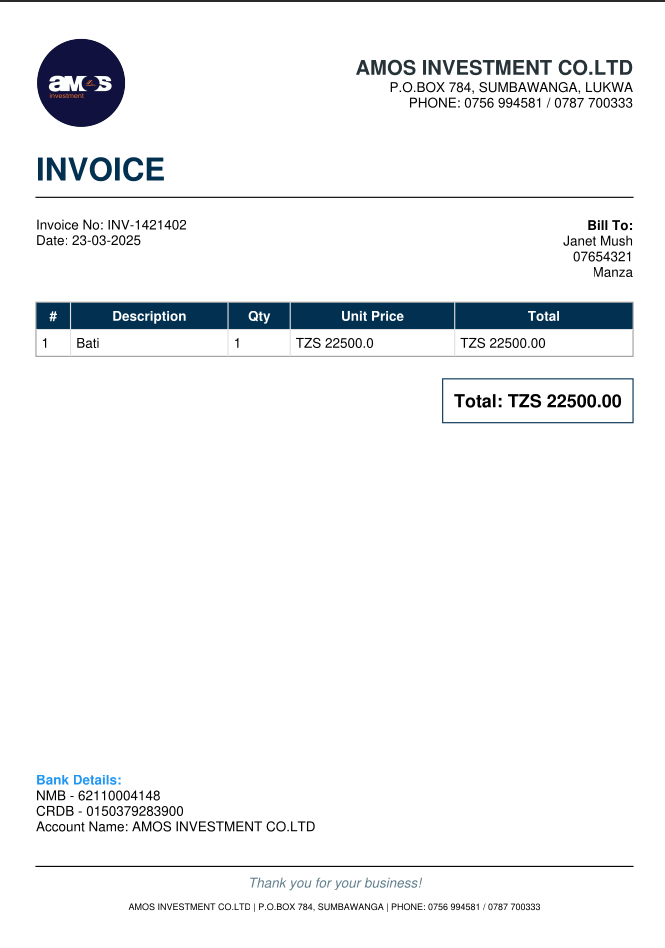 amos
investment
AMOS INVESTMENT CO.LTD
P.O.BOX 784, SUMBAWANGA, LUKWA
PHONE: 0756 994581 / 0787 700333
INVOICE
Invoice No: INV-1421402
Date: 23-03-2025
Bill To:
Janet Mush
07654321
Manza
# Description Qty Unit Price Total
1 Bati 1 TZS 22500.0 TZS 22500.00
Total: TZS 22500.00
Bank Details:
NMB - 62110004148
CRDB - 0150379283900
Account Name: AMOS INVESTMENT CO.LTD
Thank you for your business!
AMOS INVESTMENT CO.LTD | P.O.BOX 784, SUMBAWANGA | PHONE: 0756 994581 / 0787 700333